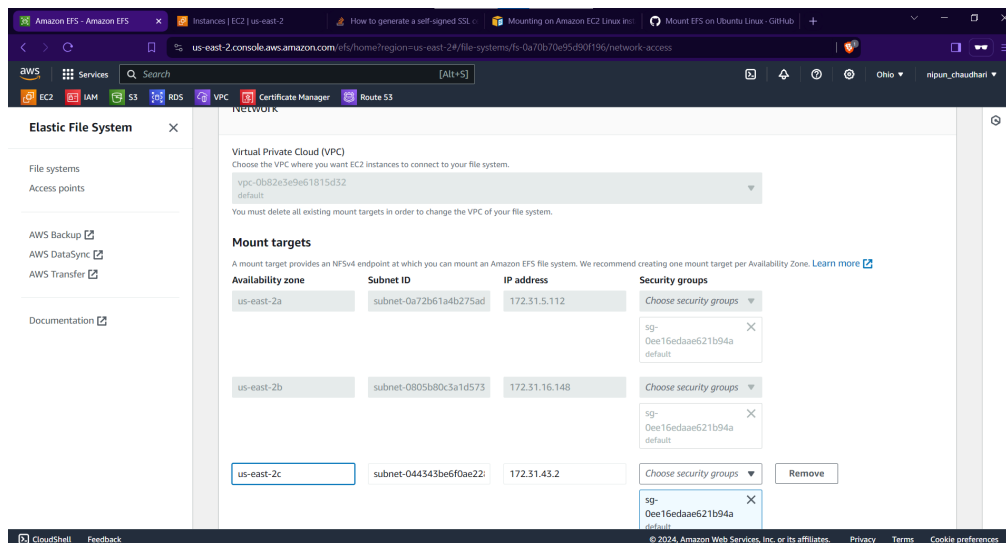 Amazon EFS - Amazon EFS
Instances | EC2 | us-east-2
How to generate a self-signed SSL c
Mounting on Amazon EC2 Linux inst
Mount EFS on Ubuntu Linux · GitHub
us-east-2.console.aws.amazon.com/efs/home?region=us-east-2#/file-systems/fs-0a70b70e95d90f196/network-access
aws
Services
Search
[Alt+S]
Ohio
nipun_chaudhari
EC2
IAM
S3
RDS
VPC
Certificate Manager
Route 53
Elastic File System
File systems
Access points
AWS Backup
AWS DataSync
AWS Transfer
Documentation
Network
Virtual Private Cloud (VPC)
Choose the VPC where you want EC2 instances to connect to your file system.
vpc-0b82e3e9e61815d32
default
You must delete all existing mount targets in order to change the VPC of your file system.
Mount targets
A mount target provides an NFSv4 endpoint at which you can mount an Amazon EFS file system. We recommend creating one mount target per Availability Zone. Learn more
Availability zone Subnet ID IP address Security groups
us-east-2a subnet-0a72b61a4b275ad 172.31.5.112 Choose security groups
sg-
0ee16edaae621b94a
default
us-east-2b subnet-0805b80c3a1d573 172.31.16.148 Choose security groups
sg-
0ee16edaae621b94a
default
us-east-2c subnet-044343be6f0ae22 172.31.43.2 Choose security groups Remove
sg-
0ee16edaae621b94a
default
CloudShell Feedback © 2024, Amazon Web Services, Inc. or its affiliates. Privacy Terms Cookie preferences